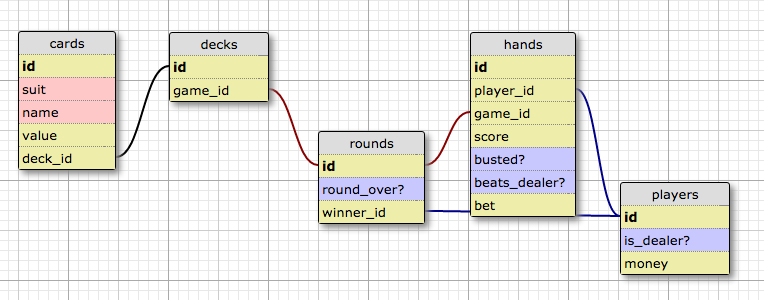 cards
id
suit
name
value
deck_id
decks
id
game_id
rounds
id
round_over?
winner_id
hands
id
player_id
game_id
score
busted?
beats_dealer?
bet
players
id
is_dealer?
money